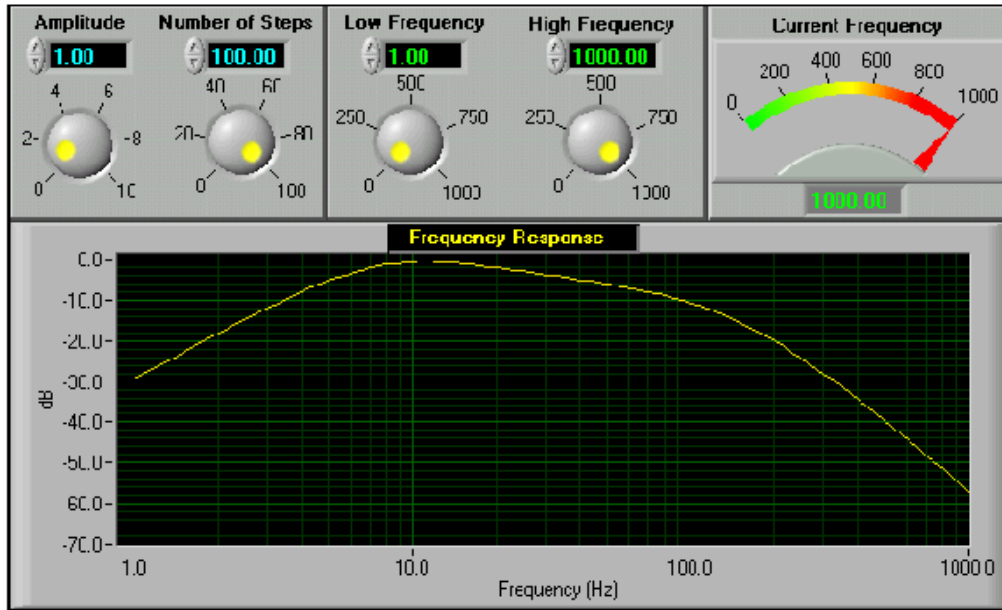 Amplitude
1.00
0 2 4 6 8 10
Number of Steps
100.00
0 20 40 60 80 100
Low Frequency
1.00
0 250 500 750 1000
High Frequency
1000.00
0 250 500 750 1000
Current Frequency
0 200 400 600 800 1000
1000.00
Frequency Response
0.0
-10.0
-20.0
-30.0
-40.0
-50.0
-60.0
-70.0
dB
1.0 10.0 100.0 1000.0
Frequency (Hz)